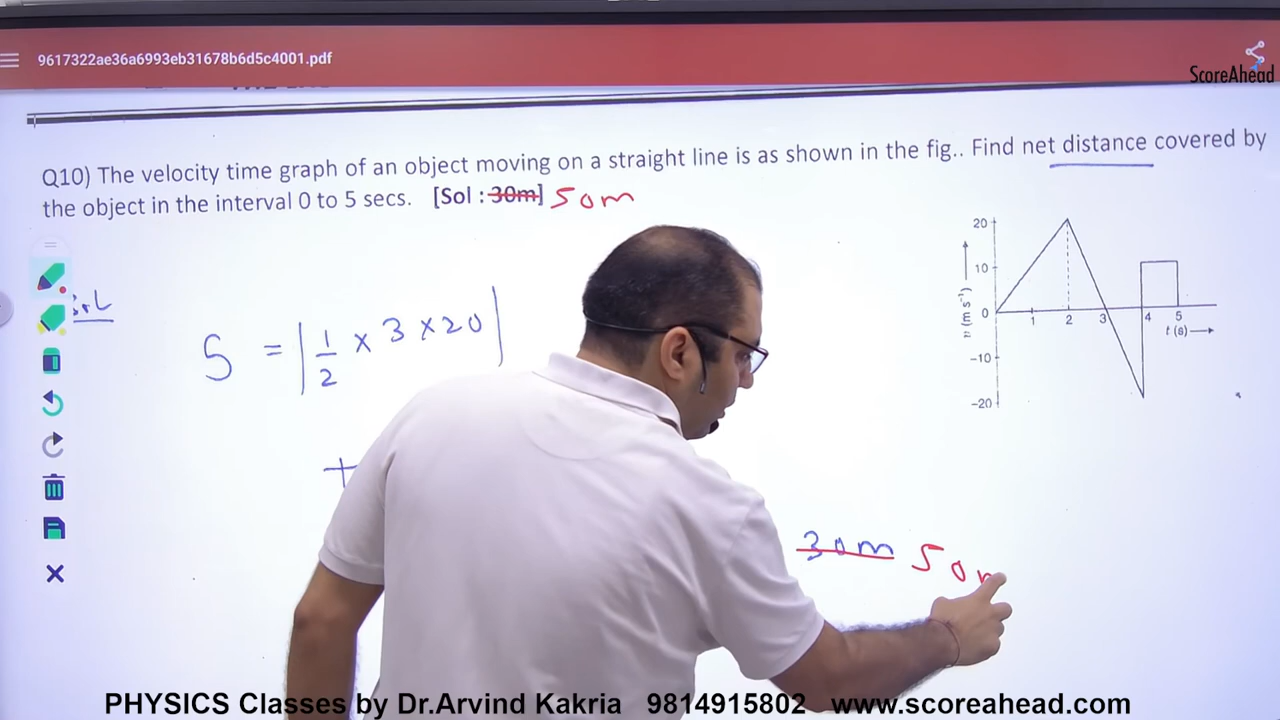 9617322ae36a6993eb31678b6d5c4001.pdf
ScoreAhead
Q10) The velocity time graph of an object moving on a straight line is as shown in the fig.. Find net distance covered by
the object in the interval 0 to 5 secs. [Sol : 30m] 50m
S = | 1/2 × 3 × 20 |
+
30m 50
20
10
0
-10
-20
v (m s⁻¹)
1 2 3 4 5
t (s)
PHYSICS Classes by Dr.Arvind Kakria 9814915802 www.scoreahead.com